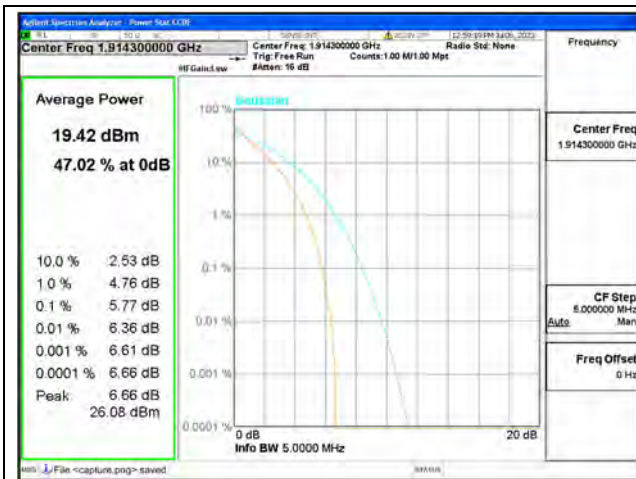 Agilent Spectrum Analyzer - Power Stat CCDF
Center Freq 1.914300000 GHz
Center Freq: 1.914300000 GHz
Radio Std: None
Trig: Free Run
Counts:1.00 M/1.00 Mpt
#IFGain:Low
#Atten: 16 dB
Frequency
Average Power
19.42 dBm
47.02 % at 0dB
10.0 % 2.53 dB
1.0 % 4.76 dB
0.1 % 5.77 dB
0.01 % 6.36 dB
0.001 % 6.61 dB
0.0001 % 6.66 dB
Peak 6.66 dB
26.08 dBm
Gaussian
100 %
10 %
1 %
0.1 %
0.01 %
0.001 %
0.0001 %
0 dB
20 dB
Info BW 5.0000 MHz
Center Freq
1.914300000 GHz
CF Step
5.000000 MHz
Auto Man
Freq Offset
0 Hz
MSG File <capture.png> saved
STATUS